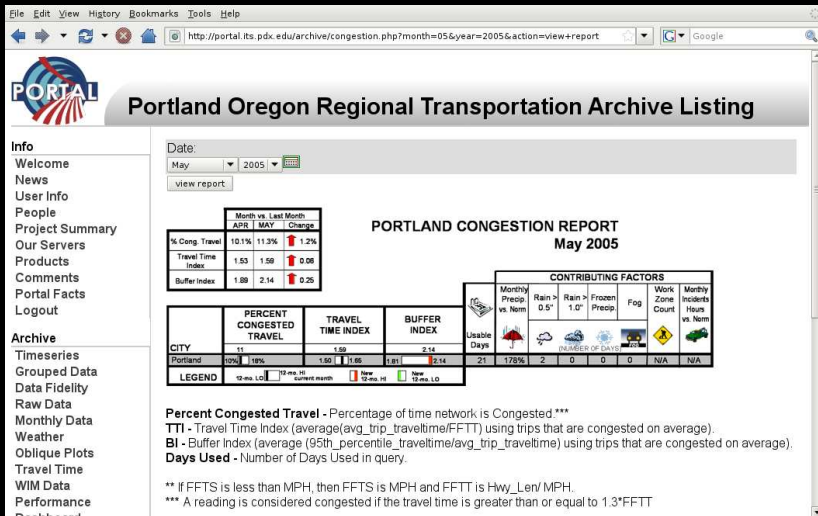 File Edit View History Bookmarks Tools Help
http://portal.its.pdx.edu/archive/congestion.php?month=05&year=2005&action=view+report
Google
PORTAL
Portland Oregon Regional Transportation Archive Listing
Info
Welcome
News
User Info
People
Project Summary
Our Servers
Products
Comments
Portal Facts
Logout
Archive
Timeseries
Grouped Data
Data Fidelity
Raw Data
Monthly Data
Weather
Oblique Plots
Travel Time
WIM Data
Performance
Date:
May 2005
view report
Month vs. Last Month
APR MAY Change
% Cong. Travel 10.1% 11.3% 1.2%
Travel Time Index 1.53 1.59 0.06
Buffer Index 1.89 2.14 0.25
PORTLAND CONGESTION REPORT
May 2005
CONTRIBUTING FACTORS
Usable Days
Monthly Precip. vs. Norm
Rain > 0.5"
Rain > 1.0"
Frozen Precip.
Fog
Work Zone Count
Monthly Incidents Hours vs. Norm
(NUMBER OF DAYS)
CITY
PERCENT CONGESTED TRAVEL
TRAVEL TIME INDEX
BUFFER INDEX
11 1.59 2.14
Portland 10% 18% 1.50 1.65 1.81 2.14 21 178% 2 0 0 0 N/A N/A
LEGEND 12-mo. LO 12-mo. HI current month New 12-mo. HI New 12-mo. LO
Percent Congested Travel - Percentage of time network is Congested.***
TTI - Travel Time Index (average(avg_trip_traveltime/FFTT) using trips that are congested on average).
BI - Buffer Index (average (95th_percentile_traveltime/avg_trip_traveltime) using trips that are congested on average).
Days Used - Number of Days Used in query.
** If FFTS is less than MPH, then FFTS is MPH and FFTT is Hwy_Len/ MPH.
*** A reading is considered congested if the travel time is greater than or equal to 1.3*FFTT